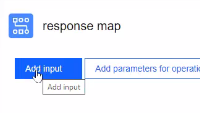 response map
Add input
Add parameters for operatio
Add input